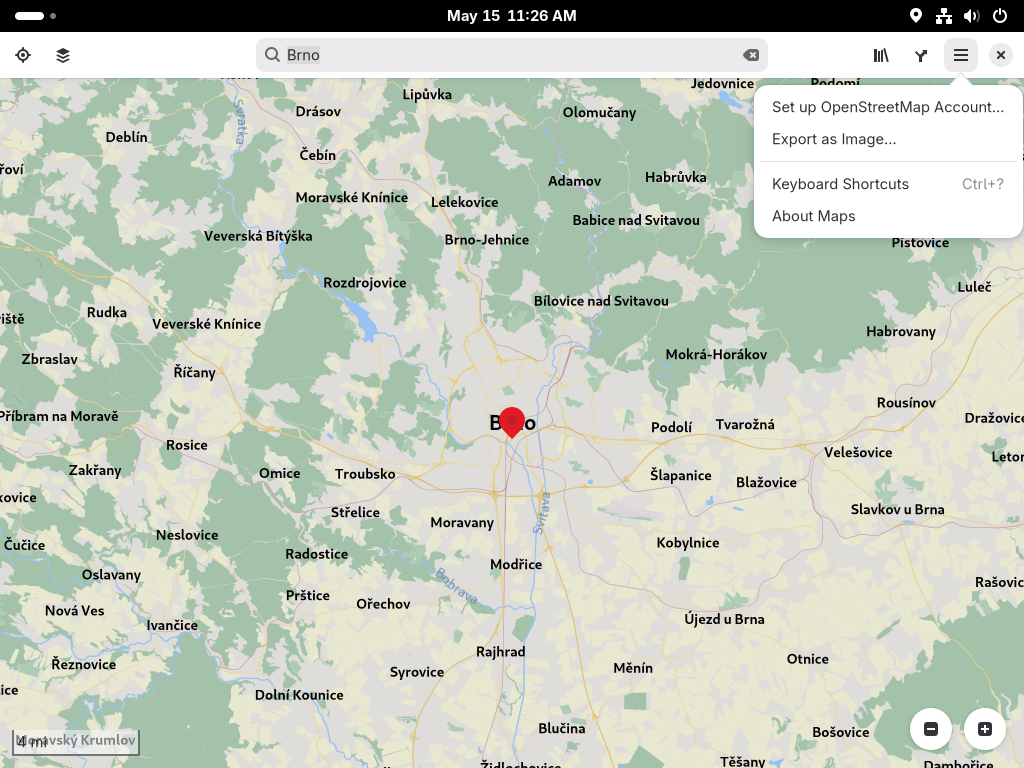 May 15 11:26 AM
Brno
Set up OpenStreetMap Account...
Export as Image...
Keyboard Shortcuts Ctrl+?
About Maps
Jedovnice
Podomí
Lipůvka
Drásov
Olomučany
Svratka
Deblín
Čebín
Adamov
Habrůvka
Moravské Knínice
Lelekovice
Babice nad Svitavou
Veverská Bítýška
Brno-Jehnice
Pístovice
Rozdrojovice
Luleč
Bílovice nad Svitavou
Rudka
Veverské Knínice
Habrovany
Zbraslav
Mokrá-Horákov
Říčany
Rousínov
Příbram na Moravě
Dražovice
Brno
Podolí
Tvarožná
Rosice
Velešovice
Zakřany
Omice
Troubsko
Šlapanice
Blažovice
Svitava
Střelice
Moravany
Slavkov u Brna
Neslovice
Čučice
Radostice
Kobylnice
Modřice
Oslavany
Bobrava
Prštice
Ořechov
Nová Ves
Újezd u Brna
Ivančice
Rajhrad
Řeznovice
Syrovice
Měnín
Otnice
Dolní Kounice
Blučina
Bošovice
Moravský Krumlov
4 mi
Židlochovice
Těšany
Dambořice